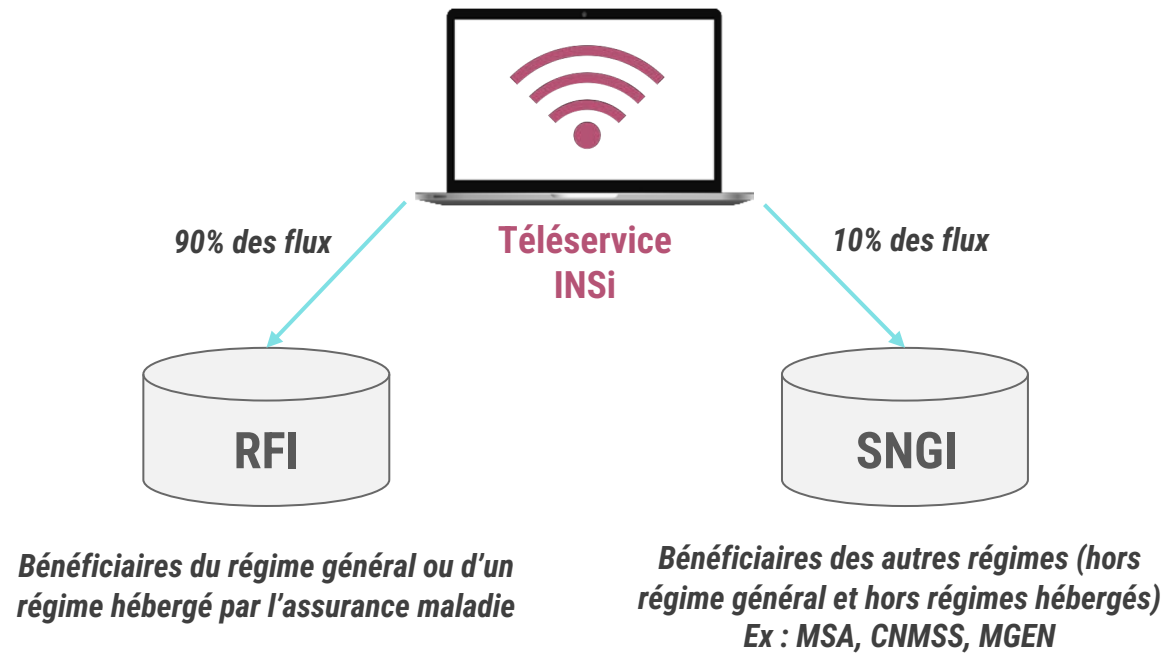 90% des flux
Téléservice
INSi
10% des flux
RFI
SNGI
Bénéficiaires du régime général ou d’un
régime hébergé par l’assurance maladie
Bénéficiaires des autres régimes (hors
régime général et hors régimes hébergés)
Ex : MSA, CNMSS, MGEN